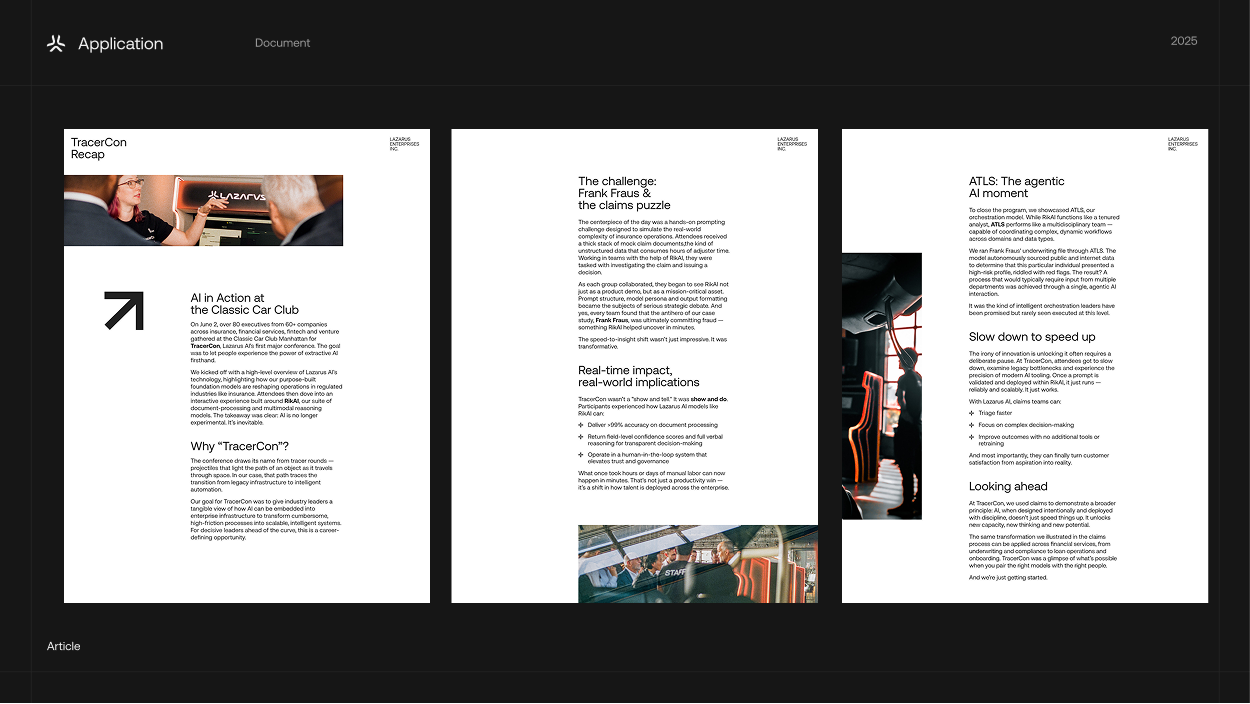 Application
Document
2025
TracerCon
Recap
LAZARUS
ENTERPRISES
INC.
LAZARUS
AI in Action at
the Classic Car Club
On June 2, over 80 executives from 60+ companies
across insurance, financial services, fintech and venture
gathered at the Classic Car Club Manhattan for
TracerCon, Lazarus AI's first major conference. The goal
was to let people experience the power of extractive AI
firsthand.
We kicked off with a high-level overview of Lazarus AI's
technology, highlighting how our purpose-built
foundation models are reshaping operations in regulated
industries like insurance. Attendees then dove into an
interactive experience built around RikAI, our suite of
document-processing and multimodal reasoning
models. The takeaway was clear: AI is no longer
experimental. It's inevitable.
Why “TracerCon”?
The conference draws its name from tracer rounds —
projectiles that light the path of an object as it travels
through space. In our case, that path traces the
transition from legacy infrastructure to intelligent
automation.
Our goal for TracerCon was to give industry leaders a
tangible view of how AI can be embedded into
enterprise infrastructure to transform cumbersome,
high-friction processes into scalable, intelligent systems.
For decisive leaders ahead of the curve, this is a career-
defining opportunity.
LAZARUS
ENTERPRISES
INC.
The challenge:
Frank Fraus &
the claims puzzle
The centerpiece of the day was a hands-on prompting
challenge designed to simulate the real-world
complexity of insurance operations. Attendees received
a thick stack of mock claim documents,the kind of
unstructured data that consumes hours of adjuster time.
Working in teams with the help of RikAI, they were
tasked with investigating the claim and issuing a
decision.
As each group collaborated, they began to see RikAI not
just as a product demo, but as a mission-critical asset.
Prompt structure, model persona and output formatting
became the subjects of serious strategic debate. And
yes, every team found that the antihero of our case
study, Frank Fraus, was ultimately committing fraud —
something RikAI helped uncover in minutes.
The speed-to-insight shift wasn't just impressive. It was
transformative.
Real-time impact,
real-world implications
TracerCon wasn't a “show and tell.” It was show and do.
Participants experienced how Lazarus AI models like
RikAI can:
Deliver >99% accuracy on document processing
Return field-level confidence scores and full verbal
reasoning for transparent decision-making
Operate in a human-in-the-loop system that
elevates trust and governance
What once took hours or days of manual labor can now
happen in minutes. That's not just a productivity win —
it's a shift in how talent is deployed across the enterprise.
STAFF
LAZARUS
ENTERPRISES
INC.
ATLS: The agentic
AI moment
To close the program, we showcased ATLS, our
orchestration model. While RikAI functions like a tenured
analyst, ATLS performs like a multidisciplinary team —
capable of coordinating complex, dynamic workflows
across domains and data types.
We ran Frank Fraus' underwriting file through ATLS. The
model autonomously sourced public and internet data
to determine that this particular individual presented a
high-risk profile, riddled with red flags. The result? A
process that would typically require input from multiple
departments was achieved through a single, agentic AI
interaction.
It was the kind of intelligent orchestration leaders have
been promised but rarely seen executed at this level.
Slow down to speed up
The irony of innovation is unlocking it often requires a
deliberate pause. At TracerCon, attendees got to slow
down, examine legacy bottlenecks and experience the
precision of modern AI tooling. Once a prompt is
validated and deployed within RikAI, it just runs —
reliably and scalably. It just works.
With Lazarus AI, claims teams can:
Triage faster
Focus on complex decision-making
Improve outcomes with no additional tools or
retraining
And most importantly, they can finally turn customer
satisfaction from aspiration into reality.
Looking ahead
At TracerCon, we used claims to demonstrate a broader
principle: AI, when designed intentionally and deployed
with discipline, doesn't just speed things up. It unlocks
new capacity, new thinking and new potential.
The same transformation we illustrated in the claims
process can be applied across financial services, from
underwriting and compliance to loan operations and
onboarding. TracerCon was a glimpse of what's possible
when you pair the right models with the right people.
And we're just getting started.
Article